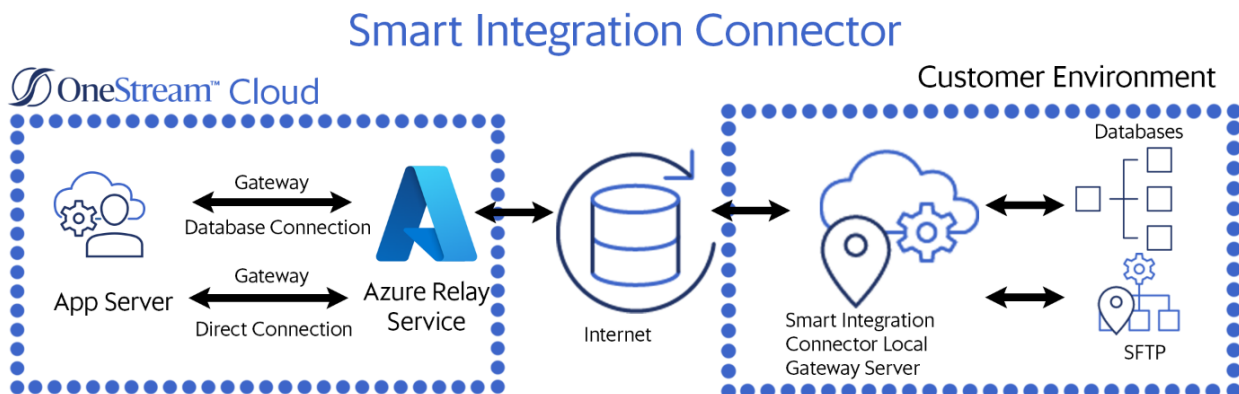 Smart Integration Connector
OneStream™ Cloud
Customer Environment
Gateway
Database Connection
App Server
Gateway
Direct Connection
Azure Relay
Service
Internet
Smart Integration
Connector Local
Gateway Server
Databases
SFTP